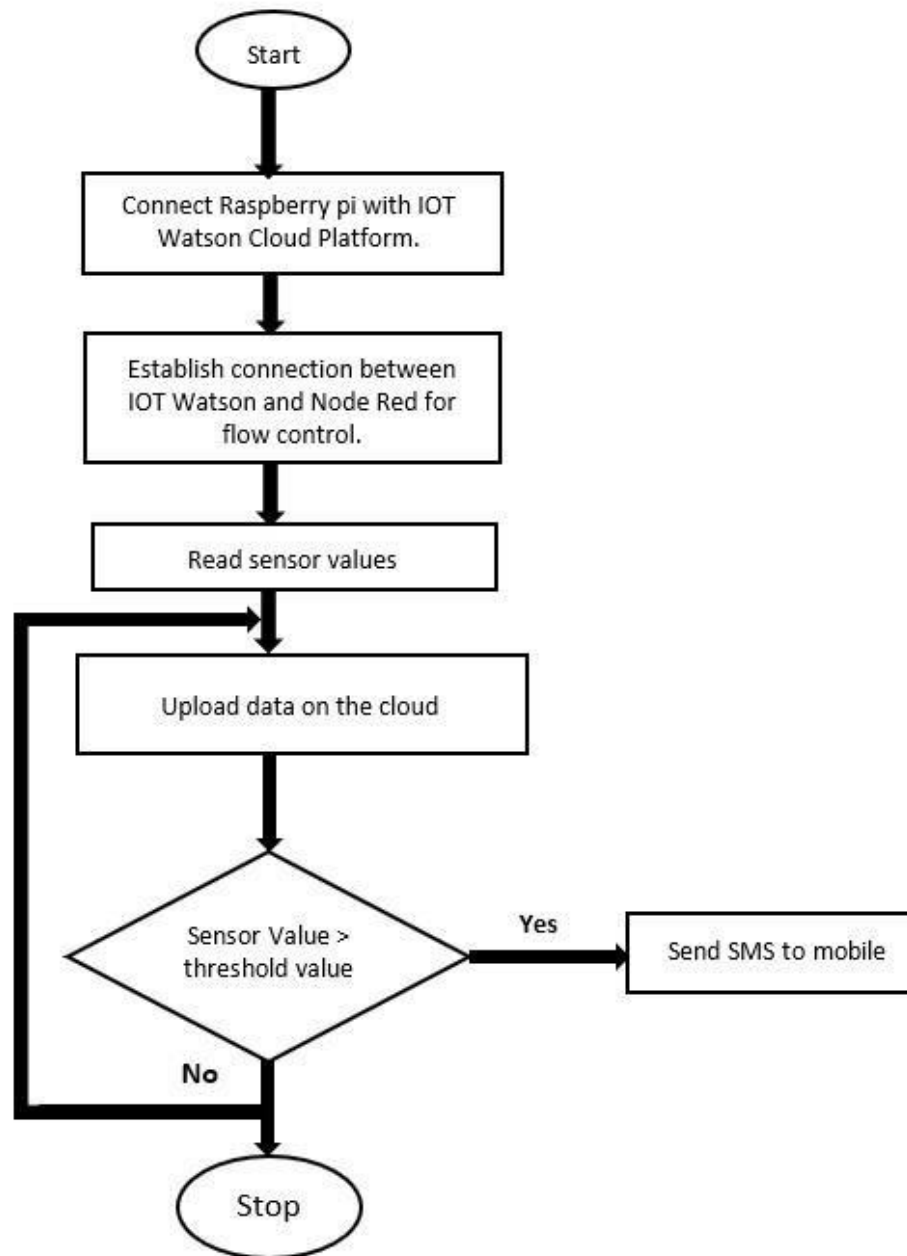 Start
Connect Raspberry pi with IOT
Watson Cloud Platform.
Establish connection between
IOT Watson and Node Red for
flow control.
Read sensor values
Upload data on the cloud
Sensor Value >
threshold value
Yes
Send SMS to mobile
No
Stop